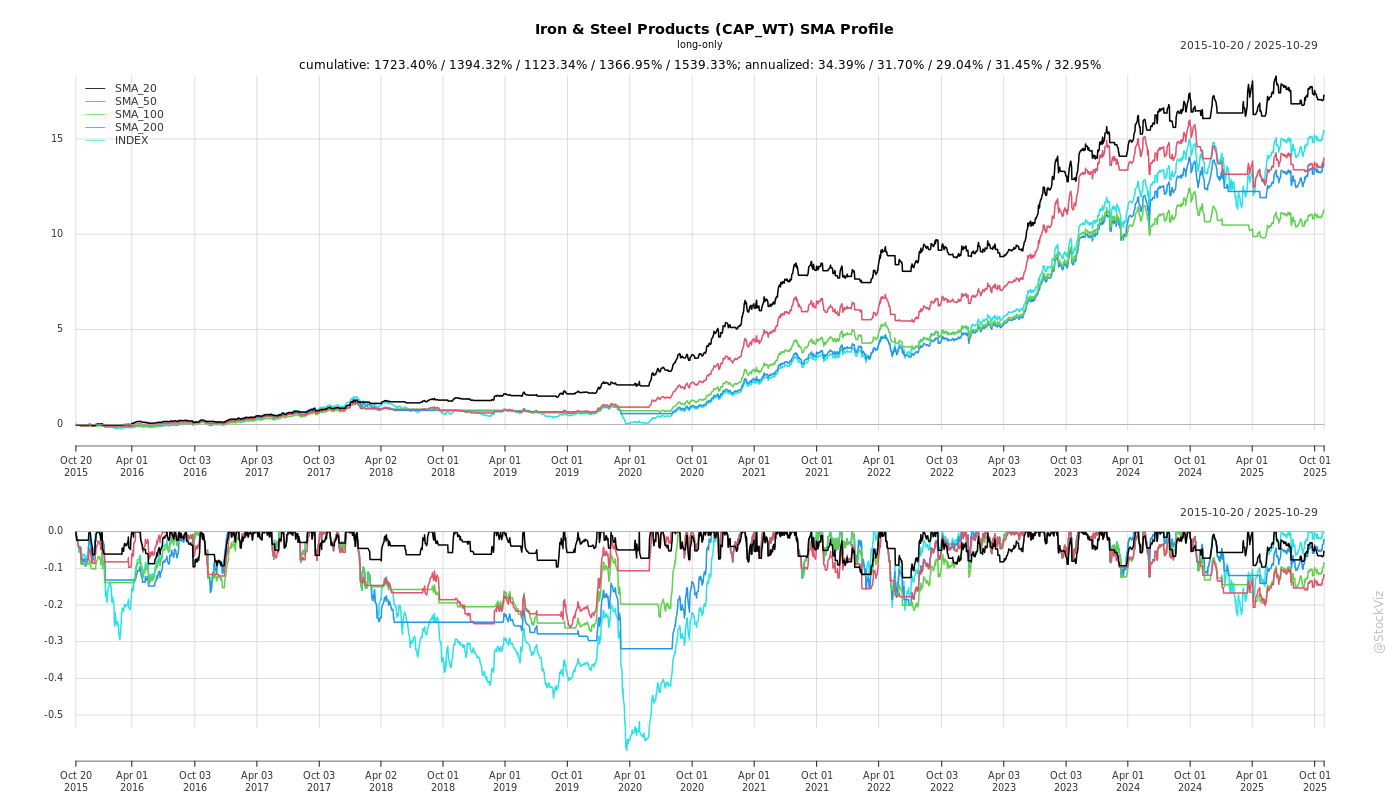 Iron & Steel Products (CAP_WT) SMA Profile
long-only
2015-10-20 / 2025-10-29
cumulative: 1723.40% / 1394.32% / 1123.34% / 1366.95% / 1539.33%; annualized: 34.39% / 31.70% / 29.04% / 31.45% / 32.95%
SMA_20
SMA_50
SMA_100
SMA_200
INDEX
15
10
5
0
Oct 20 Apr 01 Oct 03 Apr 03 Oct 03 Apr 02 Oct 01 Apr 01 Oct 01 Apr 01 Oct 01 Apr 01 Oct 01 Apr 01 Oct 03 Apr 03 Oct 03 Apr 01 Oct 01 Apr 01 Oct 01
2015 2016 2016 2017 2017 2018 2018 2019 2019 2020 2020 2021 2021 2022 2022 2023 2023 2024 2024 2025 2025
2015-10-20 / 2025-10-29
0.0
-0.1
-0.2
-0.3
-0.4
-0.5
Oct 20 Apr 01 Oct 03 Apr 03 Oct 03 Apr 02 Oct 01 Apr 01 Oct 01 Apr 01 Oct 01 Apr 01 Oct 01 Apr 01 Oct 03 Apr 03 Oct 03 Apr 01 Oct 01 Apr 01 Oct 01
2015 2016 2016 2017 2017 2018 2018 2019 2019 2020 2020 2021 2021 2022 2022 2023 2023 2024 2024 2025 2025
@StockViz